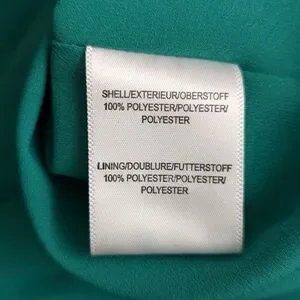 SHELL/EXTERIEUR/OBERSTOFF
100% POLYESTER/POLYESTER/
POLYESTER
LINING/DOUBLURE/FUTTERSTOFF
100% POLYESTER/POLYESTER/
POLYESTER